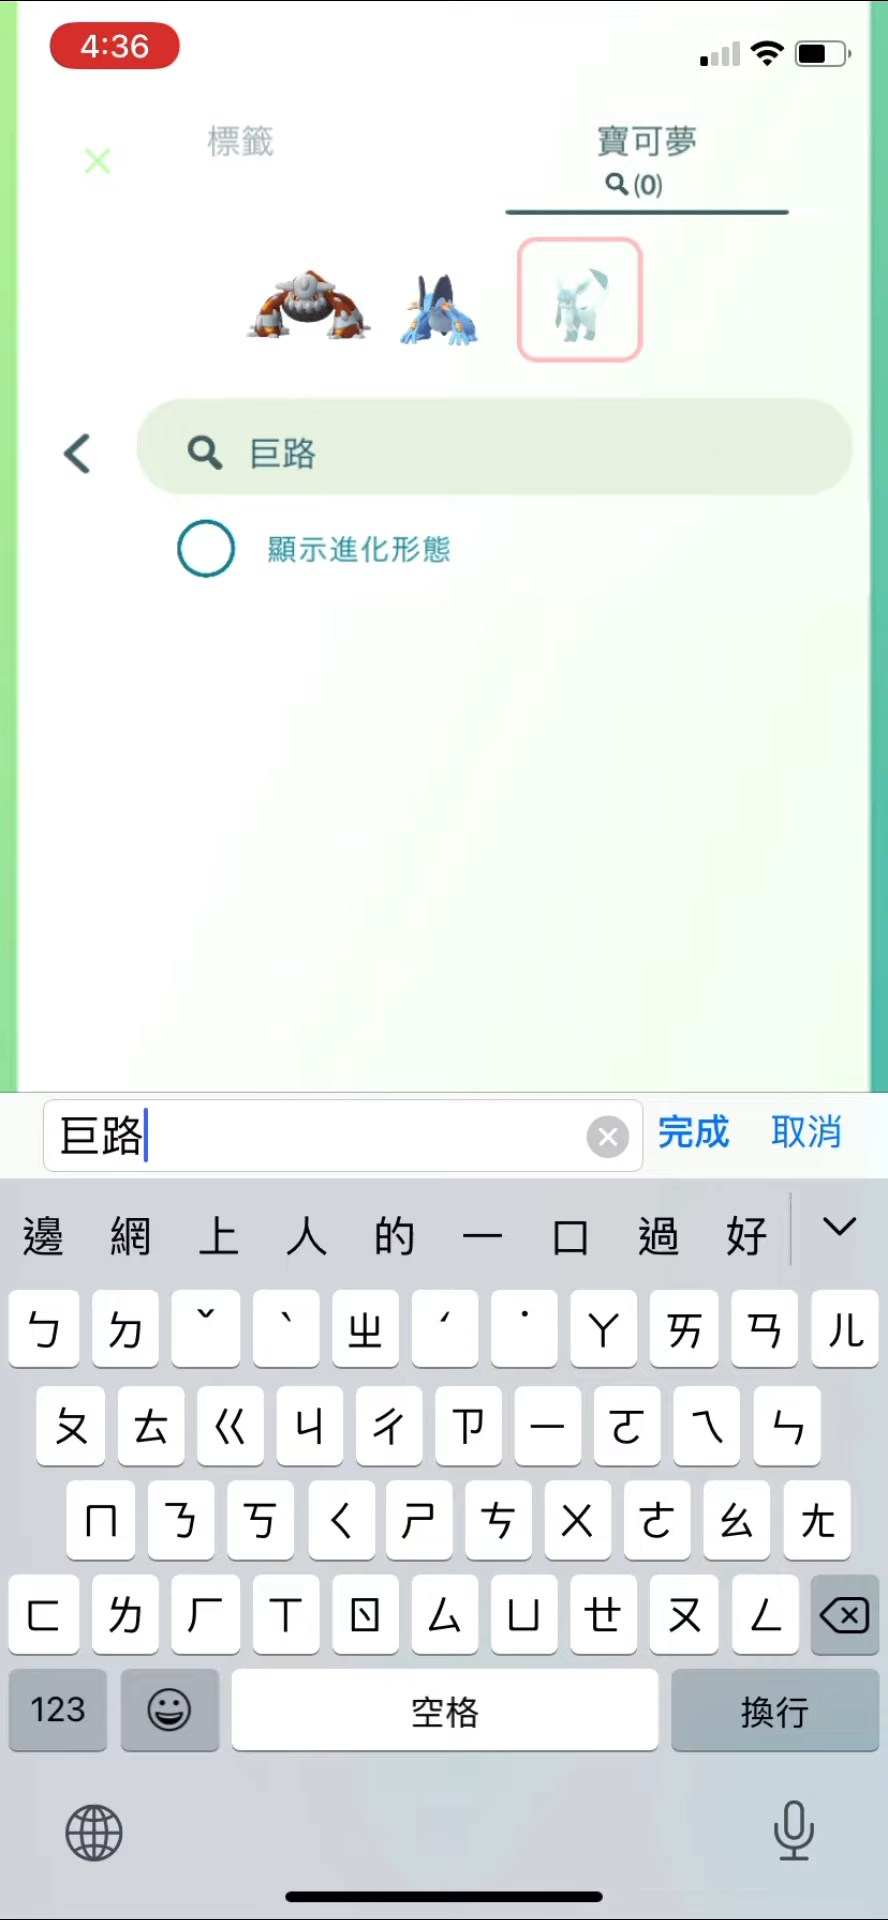 4:36
標籤
寶可夢
(0)
巨路
顯示進化形態
巨路
完成 取消
邊 網 上 人 的 一 口 過 好
ㄅ ㄉ ˇ ˋ ㄓ ˊ ˙ ㄚ ㄞ ㄢ ㄦ
ㄆ ㄊ ㄍ ㄐ ㄔ ㄗ ㄧ ㄛ ㄟ ㄣ
ㄇ ㄋ ㄎ ㄑ ㄕ ㄘ ㄨ ㄜ ㄠ ㄤ
ㄈ ㄌ ㄏ ㄒ ㄖ ㄙ ㄩ ㄝ ㄡ ㄥ
123 空格 換行